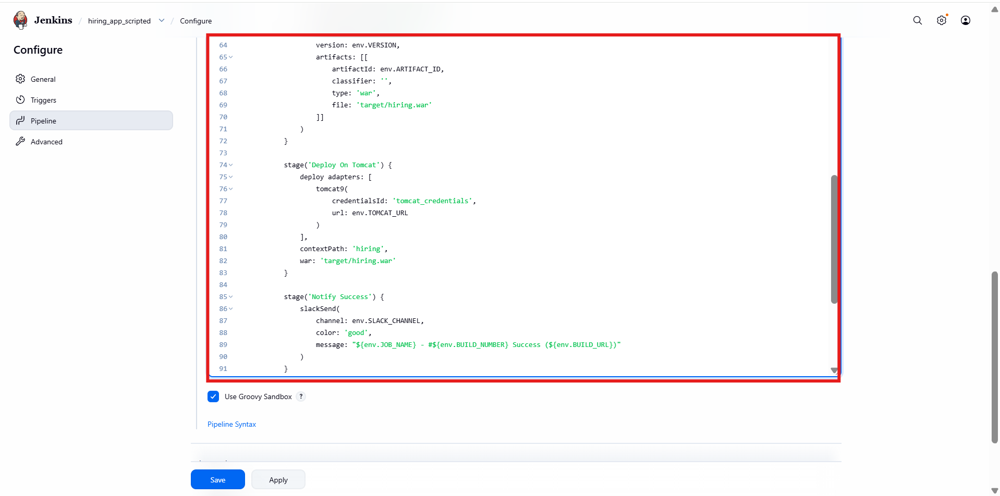 Jenkins / hiring_app_scripted / Configure
Configure
General
Triggers
Pipeline
Advanced
64 version: env.VERSION,
65 artifacts: [[
66 artifactId: env.ARTIFACT_ID,
67 classifier: '',
68 type: 'war',
69 file: 'target/hiring.war'
70 ]]
71 )
72 }
73
74 stage('Deploy On Tomcat') {
75 deploy adapters: [
76 tomcat9(
77 credentialsId: 'tomcat_credentials',
78 url: env.TOMCAT_URL
79 )
80 ],
81 contextPath: 'hiring',
82 war: 'target/hiring.war'
83 }
84
85 stage('Notify Success') {
86 slackSend(
87 channel: env.SLACK_CHANNEL,
88 color: 'good',
89 message: "${env.JOB_NAME} - #${env.BUILD_NUMBER} Success (${env.BUILD_URL})"
90 )
91 }
Use Groovy Sandbox ?
Pipeline Syntax
Save Apply